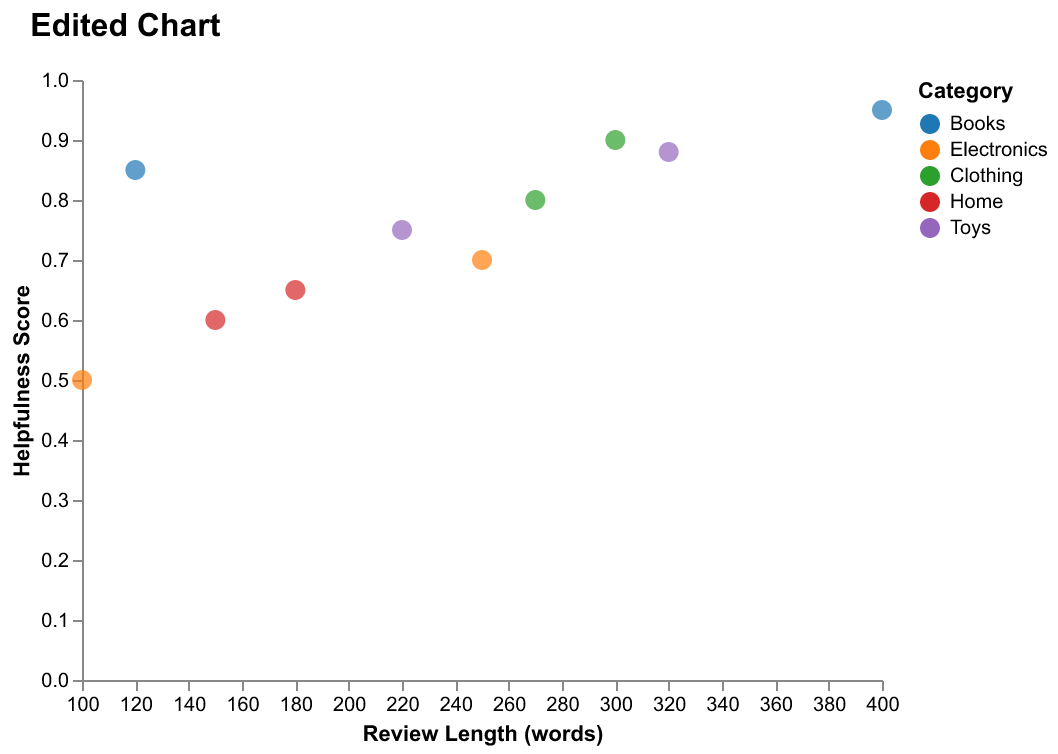 Edited Chart
1.0
0.9
0.8
0.7
0.6
0.5
0.4
0.3
0.2
0.1
0.0
Helpfulness Score
100 120 140 160 180 200 220 240 260 280 300 320 340 360 380 400
Review Length (words)
Category
Books
Electronics
Clothing
Home
Toys